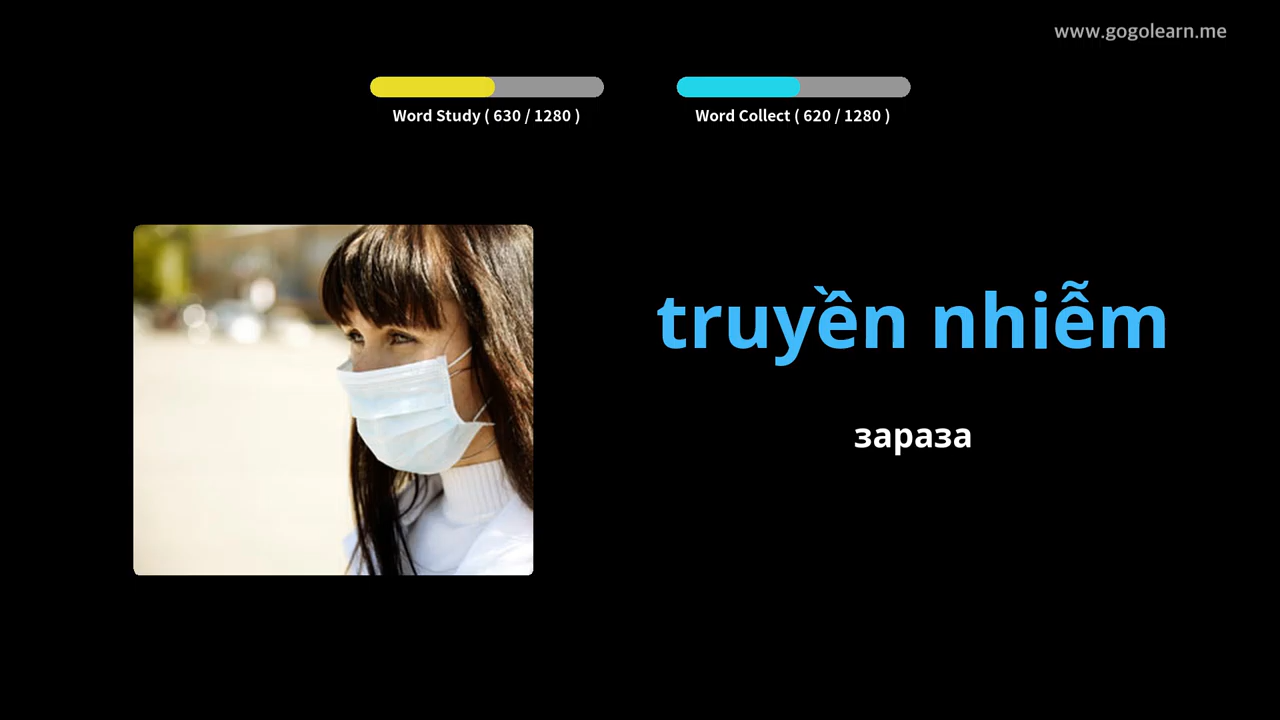 www.gogolearn.me
Word Study ( 630 / 1280 )
Word Collect ( 620 / 1280 )
truyền nhiễm
зараза